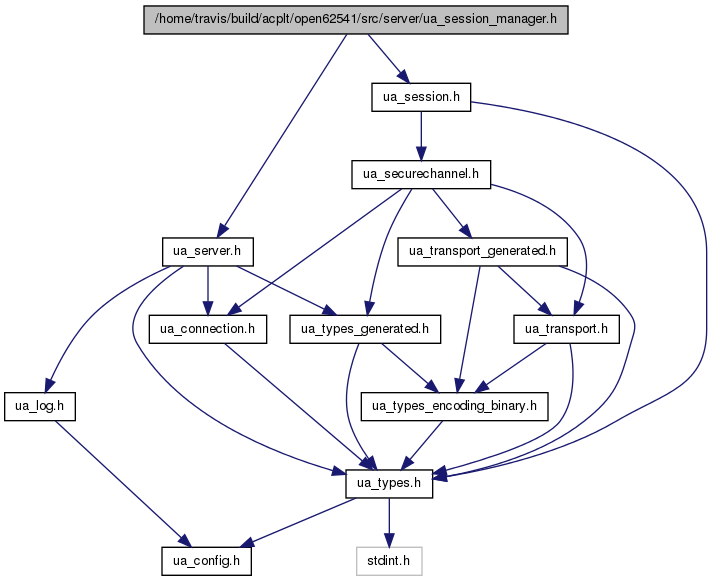 /home/travis/build/acplt/open62541/src/server/ua_session_manager.h
ua_session.h
ua_securechannel.h
ua_server.h
ua_transport_generated.h
ua_connection.h
ua_types_generated.h
ua_transport.h
ua_log.h
ua_types_encoding_binary.h
ua_types.h
ua_config.h
stdint.h